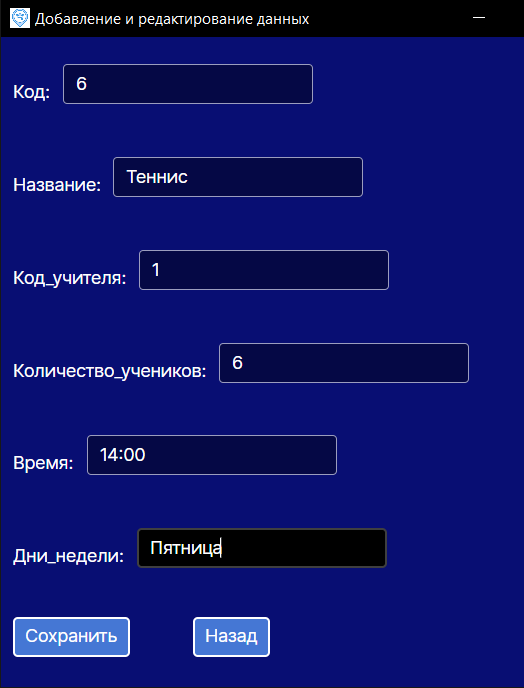 Добавление и редактирование данных
Код: 6
Название: Теннис
Код_учителя: 1
Количество_учеников: 6
Время: 14:00
Дни_недели: Пятница
Сохранить Назад